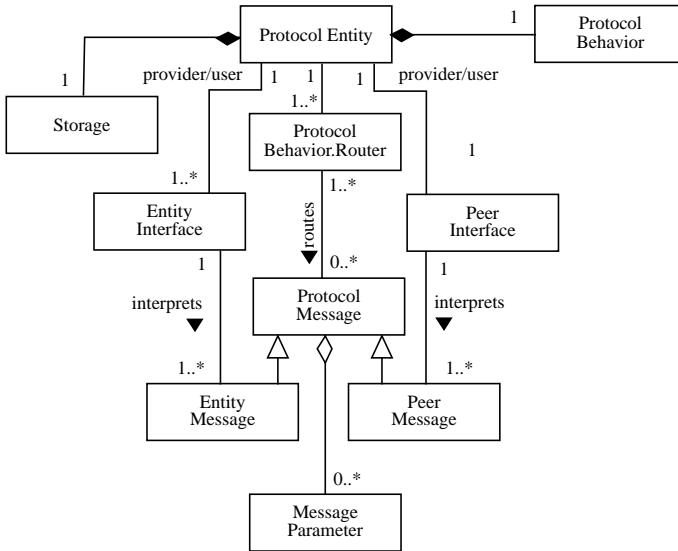 Protocol Entity
1
Protocol
Behavior
1
provider/user
1
1
1
provider/user
Storage
1..*
Protocol
Behavior.Router
1
1..*
1..*
Entity
Interface
routes
Peer
Interface
1
0..*
1
interprets
Protocol
Message
interprets
1..*
1..*
Entity
Message
Peer
Message
0..*
Message
Parameter